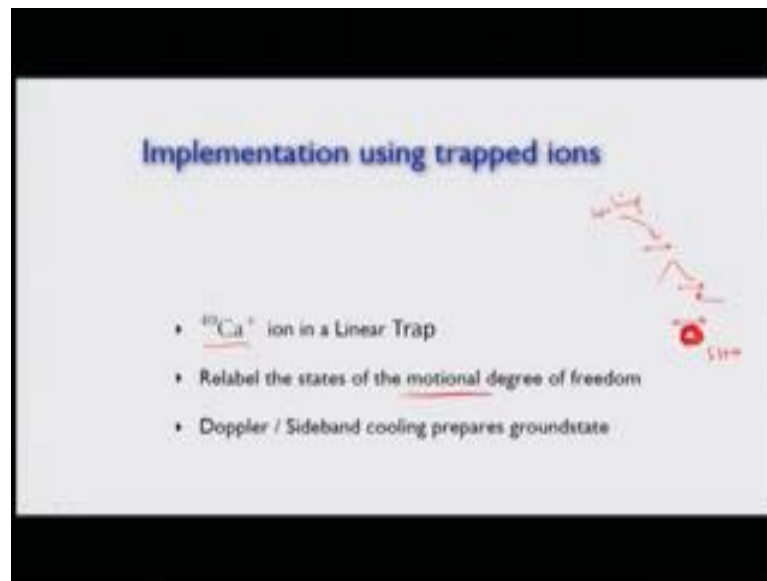 Implementation using trapped ions
‣ ⁴⁰Ca⁺ ion in a Linear Trap
‣ Relabel the states of the motional degree of freedom
‣ Doppler / Sideband cooling prepares groundstate